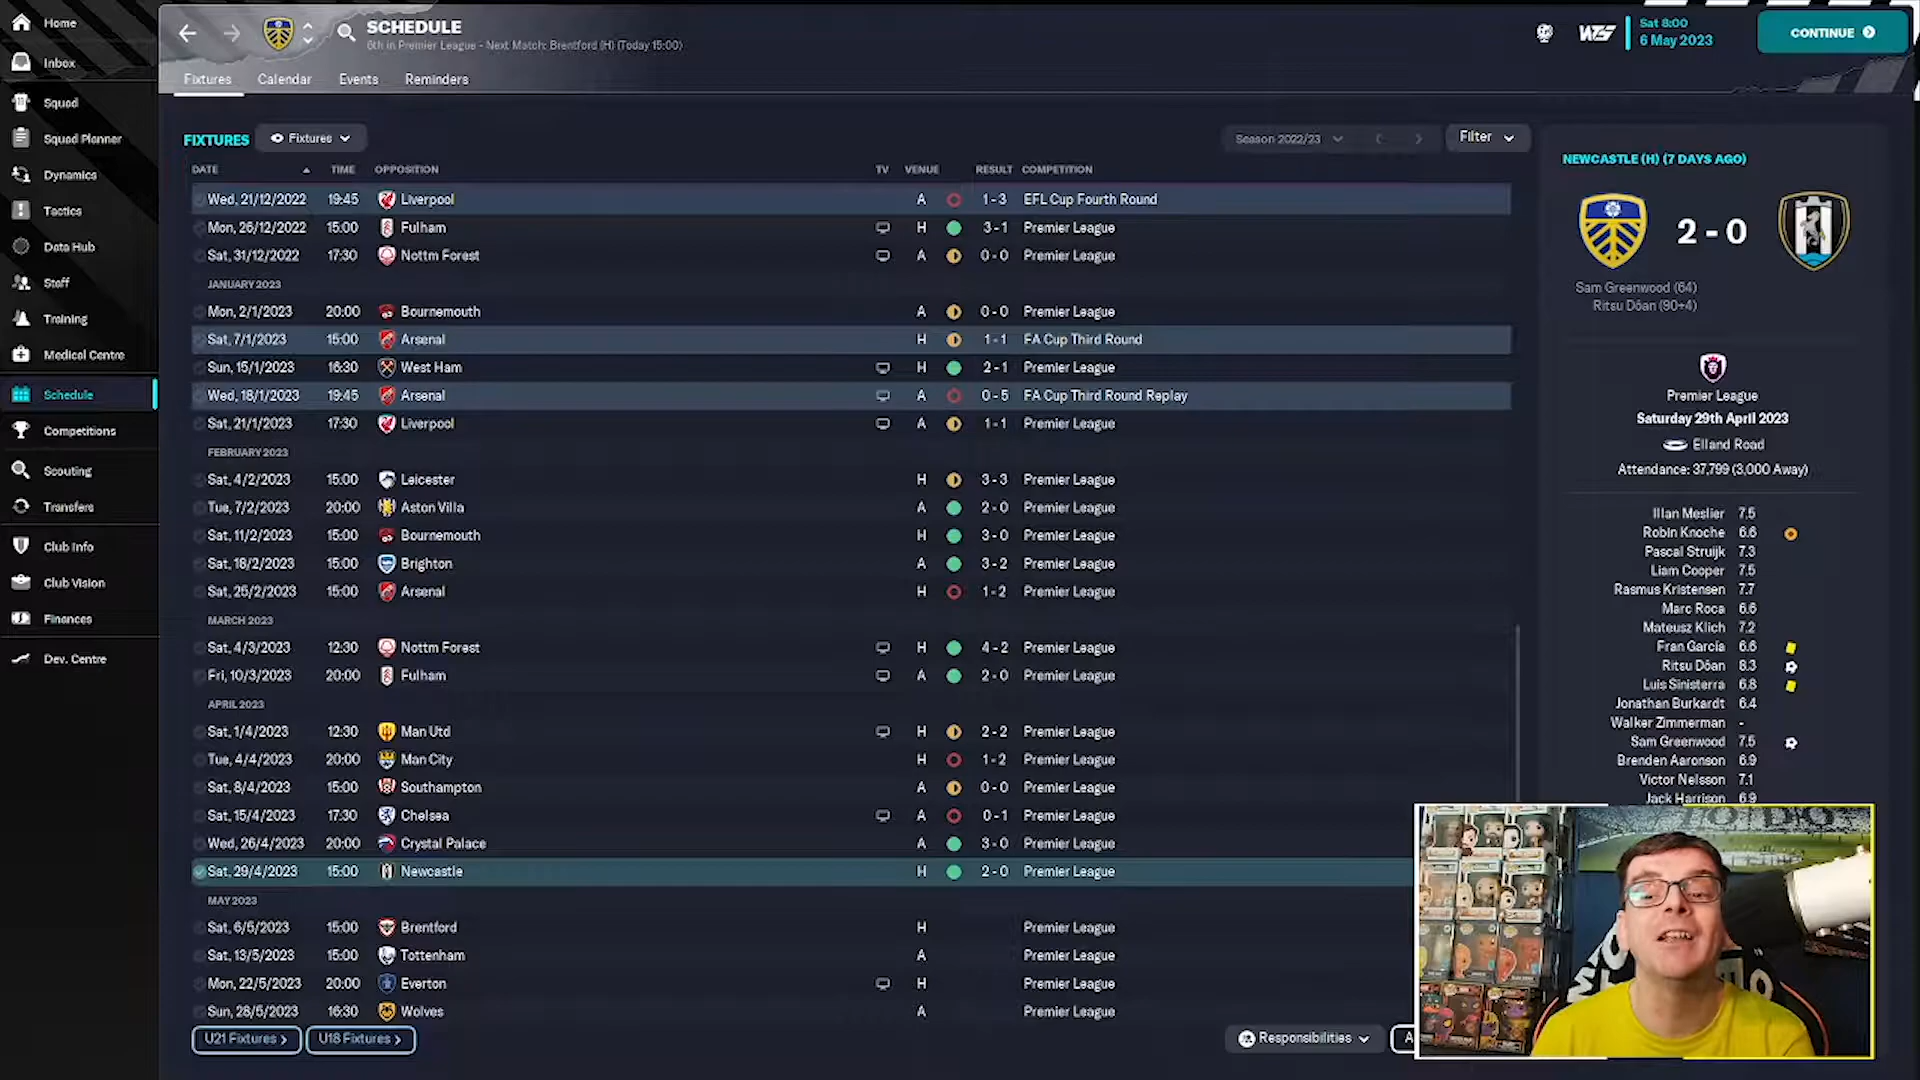 Home
Inbox
Squad
Squad Planner
Dynamics
Tactics
Data Hub
Staff
Training
Medical Centre
Schedule
Competitions
Scouting
Transfers
Club Info
Club Vision
Finances
Dev. Centre
SCHEDULE
6th in Premier League - Next Match: Brentford (H) (Today 15:00)
Sat 8:00
6 May 2023
CONTINUE
Fixtures Calendar Events Reminders
FIXTURES Fixtures Season 2022/23 Filter
DATE TIME OPPOSITION TV VENUE RESULT COMPETITION
Wed, 21/12/2022 19:45 Liverpool A 1 - 3 EFL Cup Fourth Round
Mon, 26/12/2022 15:00 Fulham H 3 - 1 Premier League
Sat, 31/12/2022 17:30 Nottm Forest A 0 - 0 Premier League
JANUARY 2023
Mon, 2/1/2023 20:00 Bournemouth A 0 - 0 Premier League
Sat, 7/1/2023 15:00 Arsenal H 1 - 1 FA Cup Third Round
Sun, 15/1/2023 16:30 West Ham H 2 - 1 Premier League
Wed, 18/1/2023 19:45 Arsenal A 0 - 5 FA Cup Third Round Replay
Sat, 21/1/2023 17:30 Liverpool A 1 - 1 Premier League
FEBRUARY 2023
Sat, 4/2/2023 15:00 Leicester H 3 - 3 Premier League
Tue, 7/2/2023 20:00 Aston Villa A 2 - 0 Premier League
Sat, 11/2/2023 15:00 Bournemouth H 3 - 0 Premier League
Sat, 18/2/2023 15:00 Brighton A 3 - 2 Premier League
Sat, 25/2/2023 15:00 Arsenal H 1 - 2 Premier League
MARCH 2023
Sat, 4/3/2023 12:30 Nottm Forest H 4 - 2 Premier League
Fri, 10/3/2023 20:00 Fulham A 2 - 0 Premier League
APRIL 2023
Sat, 1/4/2023 12:30 Man Utd H 2 - 2 Premier League
Tue, 4/4/2023 20:00 Man City H 1 - 2 Premier League
Sat, 8/4/2023 15:00 Southampton A 0 - 0 Premier League
Sat, 15/4/2023 17:30 Chelsea A 0 - 1 Premier League
Wed, 26/4/2023 20:00 Crystal Palace A 3 - 0 Premier League
Sat, 29/4/2023 15:00 Newcastle H 2 - 0 Premier League
MAY 2023
Sat, 6/5/2023 15:00 Brentford H Premier League
Sat, 13/5/2023 15:00 Tottenham A Premier League
Mon, 22/5/2023 20:00 Everton H Premier League
Sun, 28/5/2023 16:30 Wolves A Premier League
U21 Fixtures U18 Fixtures Responsibilities
NEWCASTLE (H) (7 DAYS AGO)
2 - 0
Sam Greenwood (64)
Ritsu Dōan (90+4)
Premier League
Saturday 29th April 2023
Elland Road
Attendance: 37,799 (3,000 Away)
Illan Meslier 7.5
Robin Knoche 6.6
Pascal Struijk 7.3
Liam Cooper 7.5
Rasmus Kristensen 7.7
Marc Roca 6.6
Mateusz Klich 7.2
Fran García 6.6
Ritsu Dōan 8.3
Luis Sinisterra 6.8
Jonathan Burkardt 6.4
Walker Zimmerman -
Sam Greenwood 7.5
Brenden Aaronson 6.9
Victor Nelsson 7.1
Jack Harrison 6.9